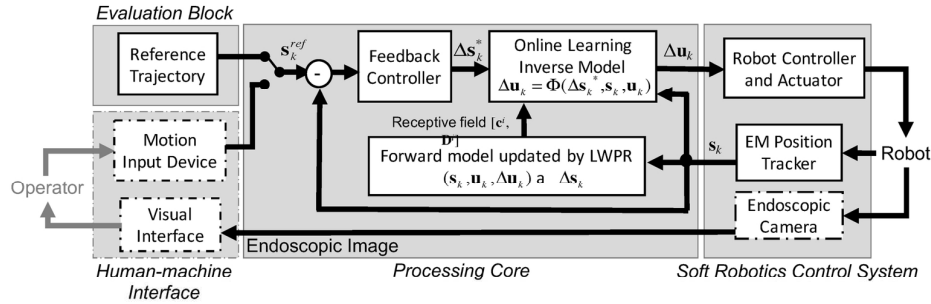 Evaluation Block
Reference
Trajectory
s_k^{ref}
-
Feedback
Controller
Δs_k^*
Online Learning
Inverse Model
Δu_k = Φ(Δs_k^*, s_k, u_k)
Δu_k
Robot Controller
and Actuator
Motion
Input Device
Receptive field [c^i,
D^i]
Forward model updated by LWPR
(s_k, u_k, Δu_k) a Δs_k
s_k
EM Position
Tracker
Robot
Operator
Visual
Interface
Endoscopic
Camera
Endoscopic Image
Human-machine
Interface
Processing Core
Soft Robotics Control System